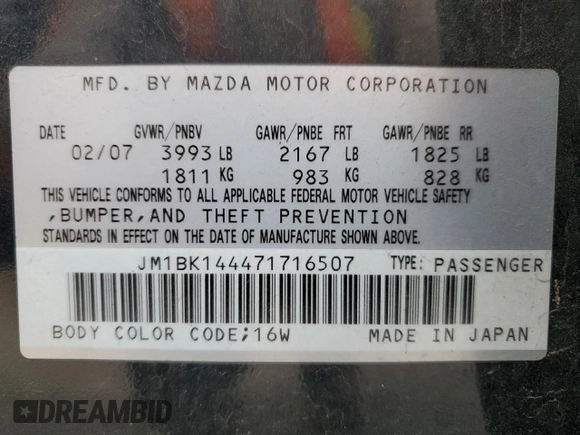 MFD. BY MAZDA MOTOR CORPORATION
DATE GVWR/PNBV GAWR/PNBE FRT GAWR/PNBE RR
02/07 3993 LB 2167 LB 1825 LB
1811 KG 983 KG 828 KG
THIS VEHICLE CONFORMS TO ALL APPLICABLE FEDERAL MOTOR VEHICLE SAFETY
,BUMPER,AND THEFT PREVENTION
STANDARDS IN EFFECT ON THE DATE OF MANUFACTURE SHOWN ABOVE.
JM1BK144471716507 TYPE: PASSENGER
BODY COLOR CODE;16W MADE IN JAPAN
DREAMBID